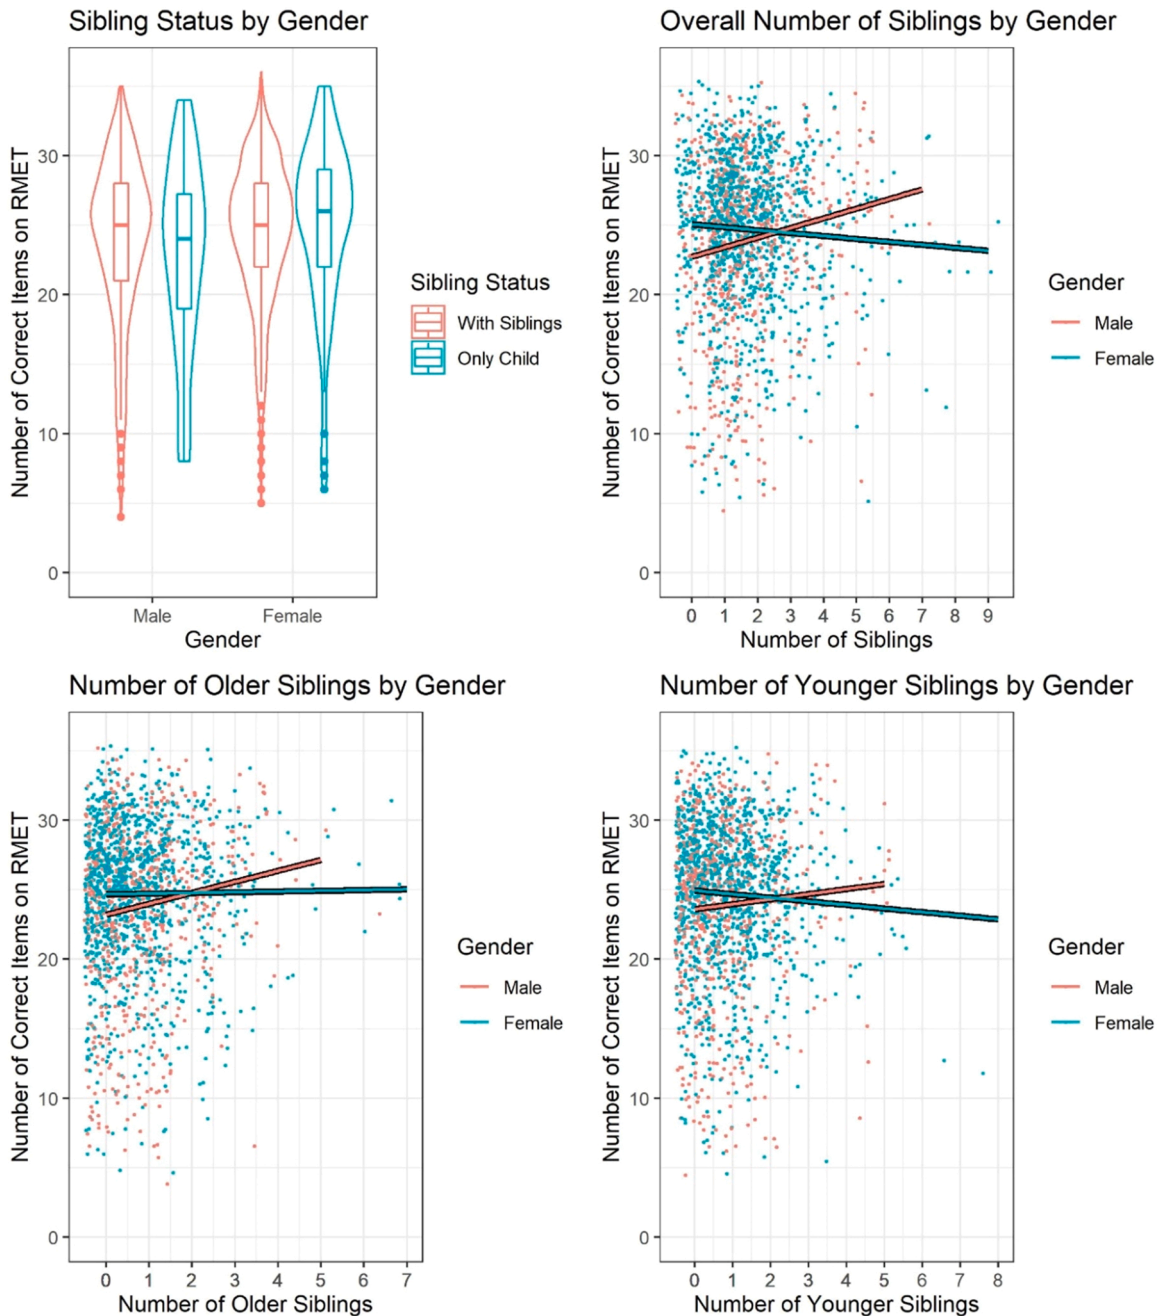 Sibling Status by Gender
Number of Correct Items on RMET
30
20
10
0
Male
Female
Gender
Sibling Status
With Siblings
Only Child
Overall Number of Siblings by Gender
Number of Correct Items on RMET
30
20
10
0
0 1 2 3 4 5 6 7 8 9
Number of Siblings
Gender
Male
Female
Number of Older Siblings by Gender
Number of Correct Items on RMET
30
20
10
0
0 1 2 3 4 5 6 7
Number of Older Siblings
Gender
Male
Female
Number of Younger Siblings by Gender
Number of Correct Items on RMET
30
20
10
0
0 1 2 3 4 5 6 7 8
Number of Younger Siblings
Gender
Male
Female